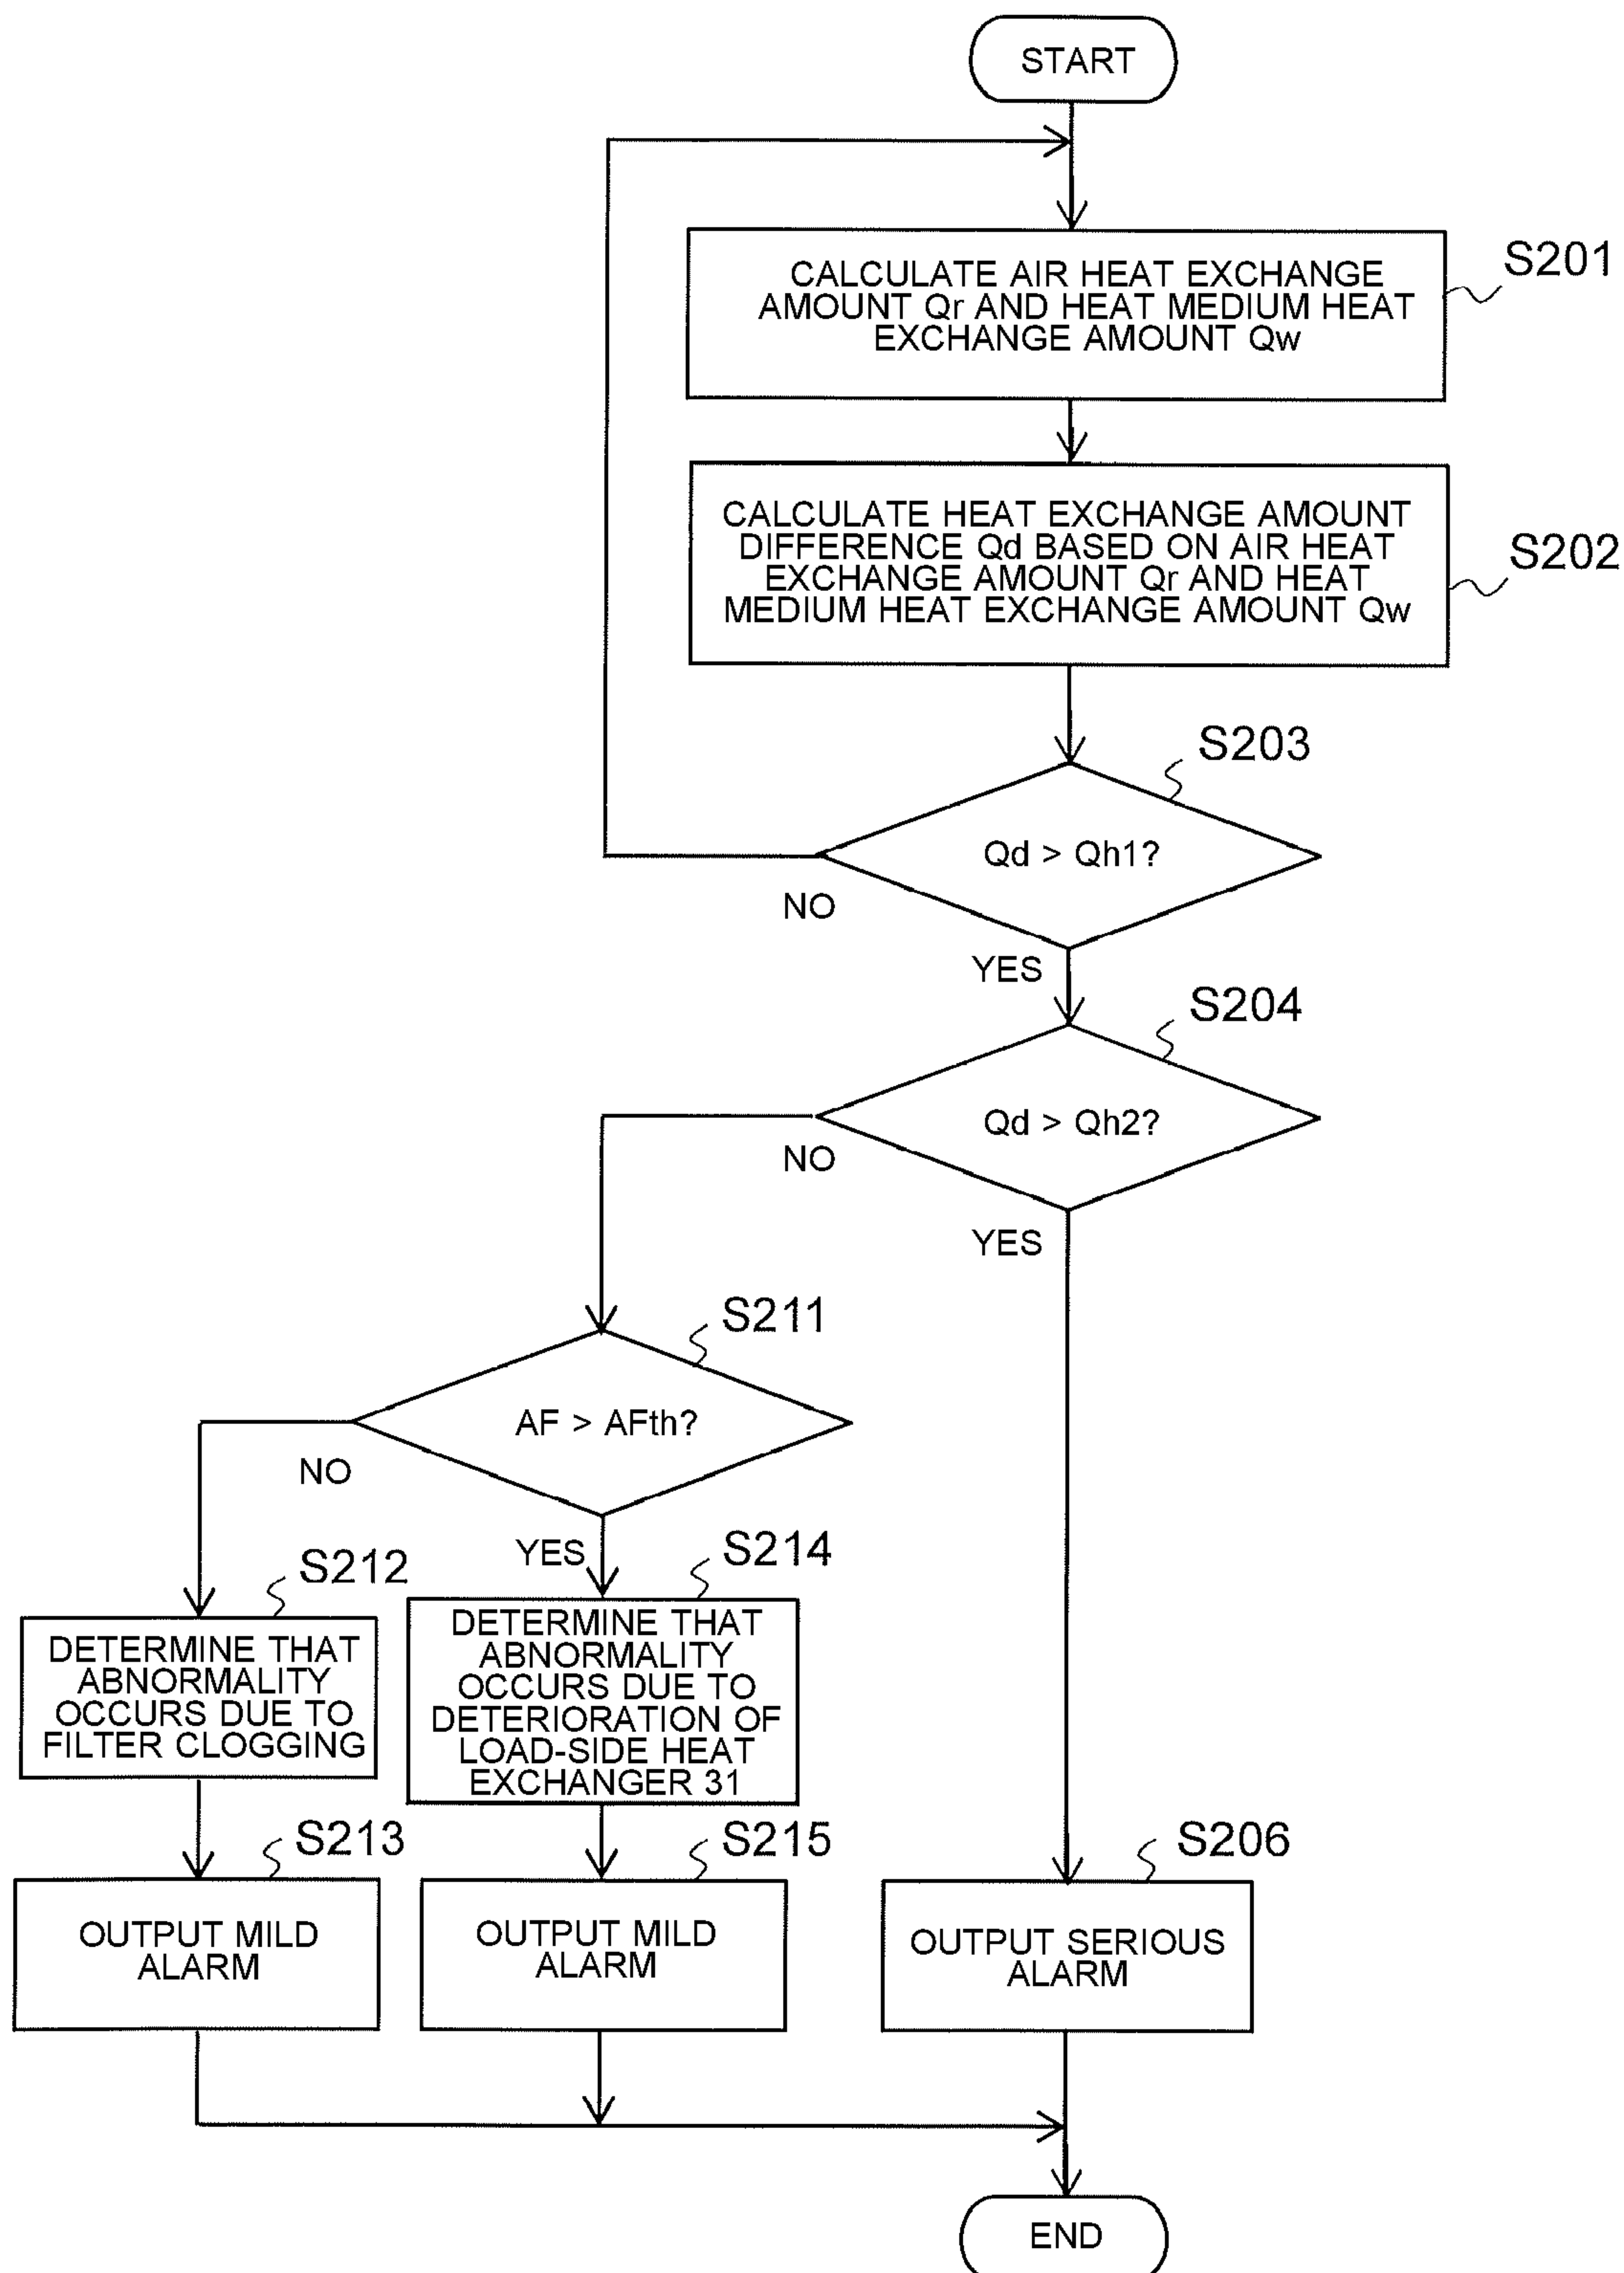 START
CALCULATE AIR HEAT EXCHANGE
AMOUNT Qr AND HEAT MEDIUM HEAT
EXCHANGE AMOUNT Qw
S201
CALCULATE HEAT EXCHANGE AMOUNT
DIFFERENCE Qd BASED ON AIR HEAT
EXCHANGE AMOUNT Qr AND HEAT
MEDIUM HEAT EXCHANGE AMOUNT Qw
S202
S203
Qd > Qh1?
NO
YES
S204
Qd > Qh2?
NO
YES
S211
AF > AFth?
NO
YES
S212
DETERMINE THAT
ABNORMALITY
OCCURS DUE TO
FILTER CLOGGING
S214
DETERMINE THAT
ABNORMALITY
OCCURS DUE TO
DETERIORATION OF
LOAD-SIDE HEAT
EXCHANGER 31
S213
OUTPUT MILD
ALARM
S215
OUTPUT MILD
ALARM
S206
OUTPUT SERIOUS
ALARM
END